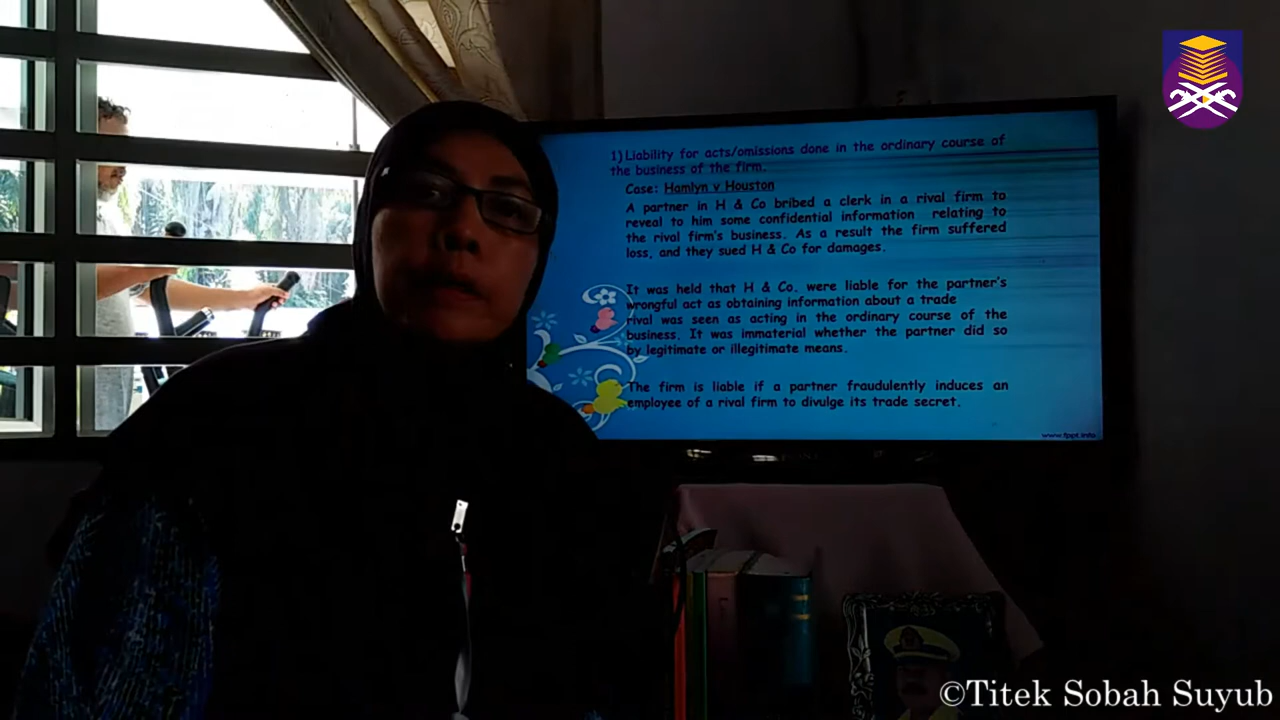 1) Liability for acts/omissions done in the ordinary course of
the business of the firm.
Case: Hamlyn v Houston
A partner in H & Co bribed a clerk in a rival firm to
reveal to him some confidential information relating to
the rival firm's business. As a result the firm suffered
loss, and they sued H & Co for damages.
It was held that H & Co. were liable for the partner's
wrongful act as obtaining information about a trade
rival was seen as acting in the ordinary course of the
business. It was immaterial whether the partner did so
by legitimate or illegitimate means.
The firm is liable if a partner fraudulently induces an
employee of a rival firm to divulge its trade secret.
www.fppt.info
©Titek Sobah Suyub